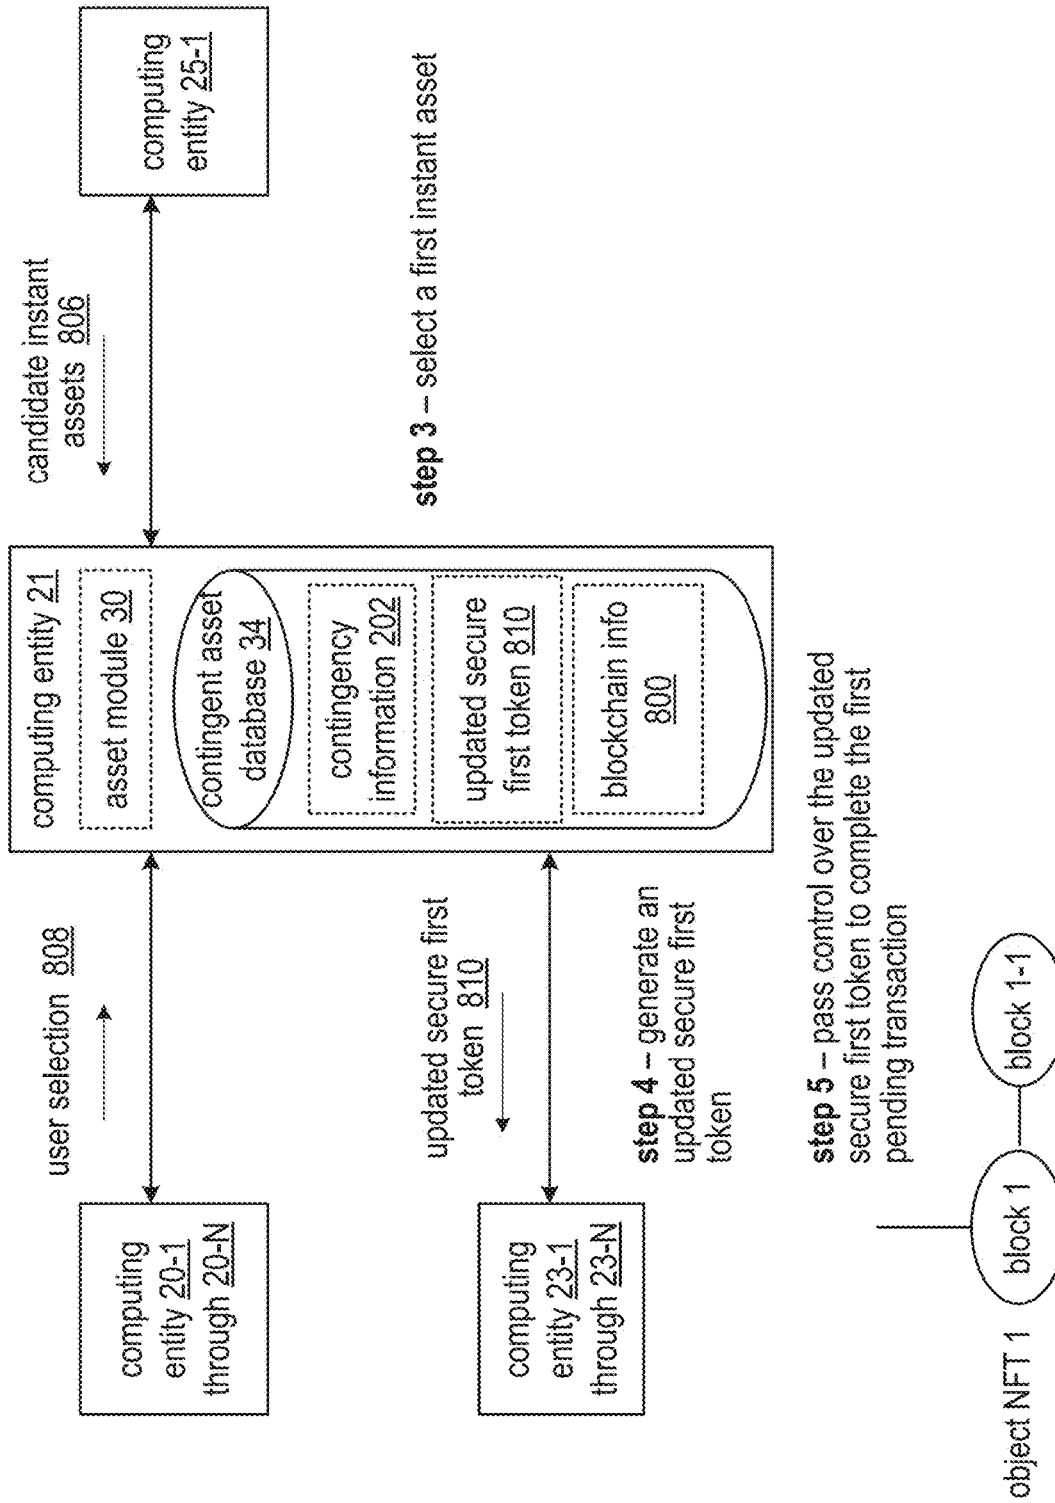 computing
entity 20-1
through 20-N
user selection 808
computing entity 21
asset module 30
contingent asset
database 34
contingency
information 202
updated secure
first token 810
blockchain info
800
candidate instant
assets 806
computing
entity 25-1
step 3 – select a first instant asset
computing
entity 23-1
through 23-N
updated secure first
token 810
step 4 – generate an
updated secure first
token
step 5 – pass control over the updated
secure first token to complete the first
pending transaction
object NFT 1
block 1
block 1-1